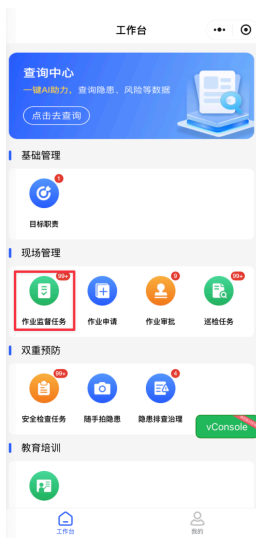 工作台
查询中心
一键AI助力，查询隐患、风险等数据
点击去查询
基础管理
1
目标职责
现场管理
99+ 9 99+
作业监督任务 作业申请 作业审批 巡检任务
双重预防
99+ 4
安全检查任务 随手拍隐患 隐患排查治理
vConsole
教育培训
工作台 我的